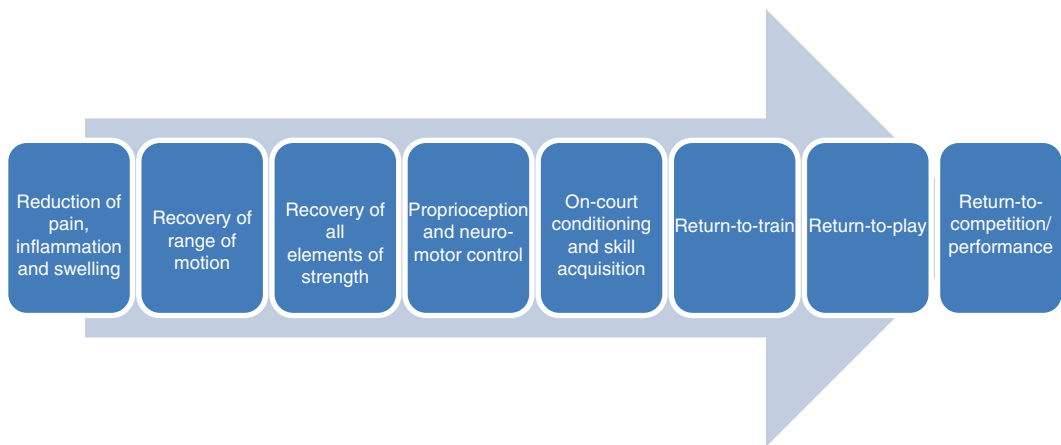 Reduction of
pain,
inflammation
and swelling
Recovery of
range of
motion
Recovery of
all
elements of
strength
Proprioception
and neuro-
motor control
On-court
conditioning
and skill
acquisition
Return-to-train
Return-to-play
Return-to-
competition/
performance